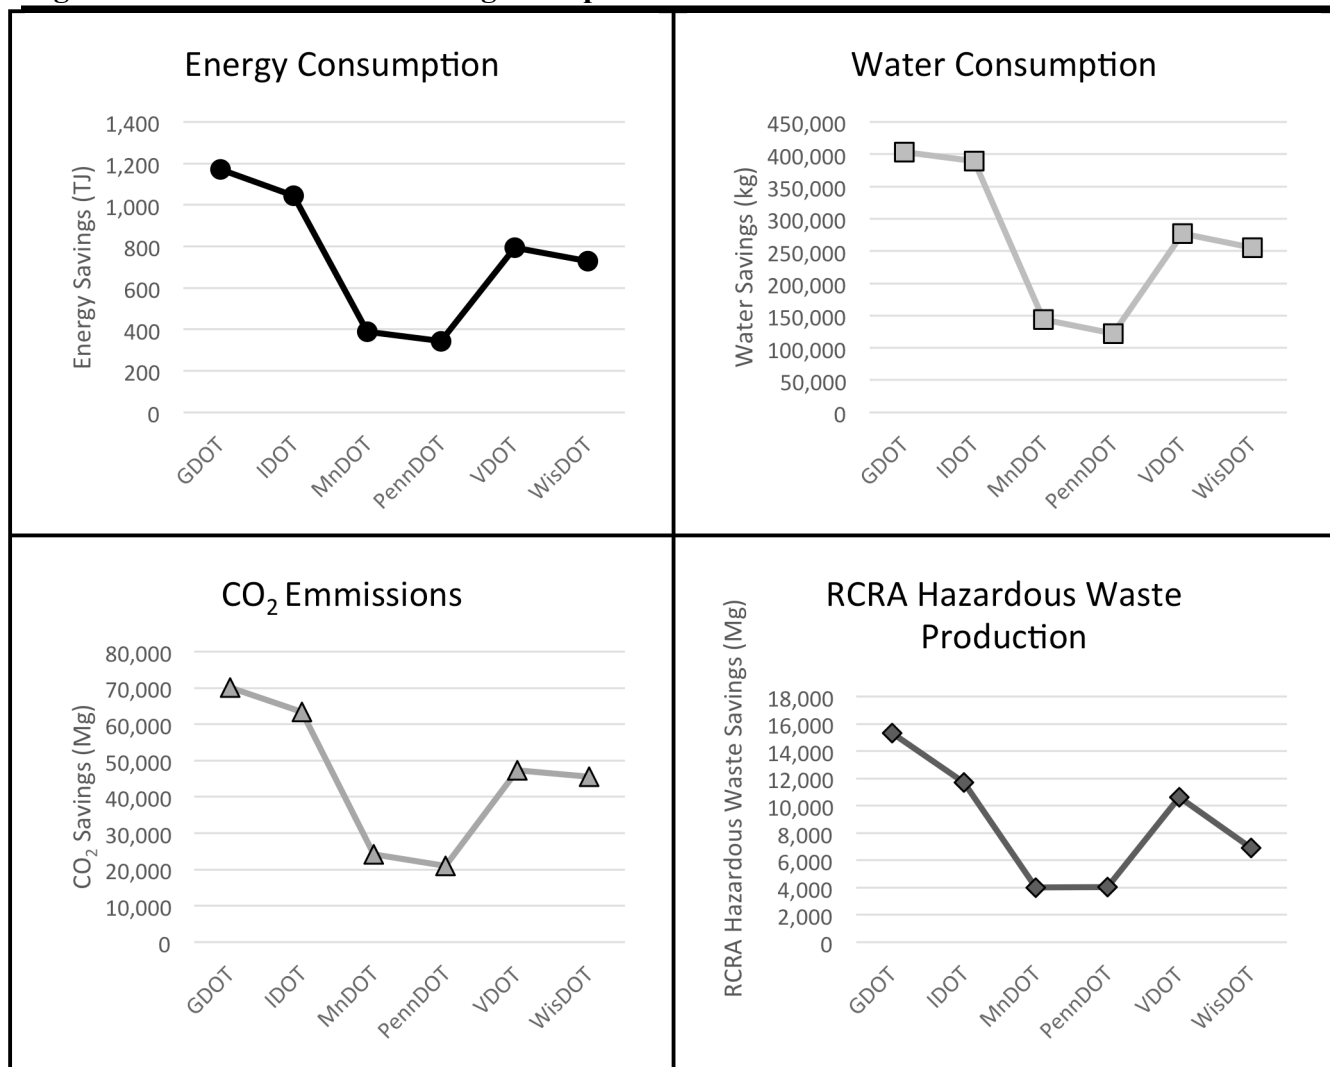 Energy Consumption
Energy Savings (TJ)
1,400
1,200
1,000
800
600
400
200
0
GDOT
IDOT
MnDOT
PennDOT
VDOT
WisDOT
Water Consumption
Water Savings (kg)
450,000
400,000
350,000
300,000
250,000
200,000
150,000
100,000
50,000
0
GDOT
IDOT
MnDOT
PennDOT
VDOT
WisDOT
CO₂ Emmissions
CO₂ Savings (Mg)
80,000
70,000
60,000
50,000
40,000
30,000
20,000
10,000
0
GDOT
IDOT
MnDOT
PennDOT
VDOT
WisDOT
RCRA Hazardous Waste
Production
RCRA Hazardous Waste Savings (Mg)
18,000
16,000
14,000
12,000
10,000
8,000
6,000
4,000
2,000
0
GDOT
IDOT
MnDOT
PennDOT
VDOT
WisDOT